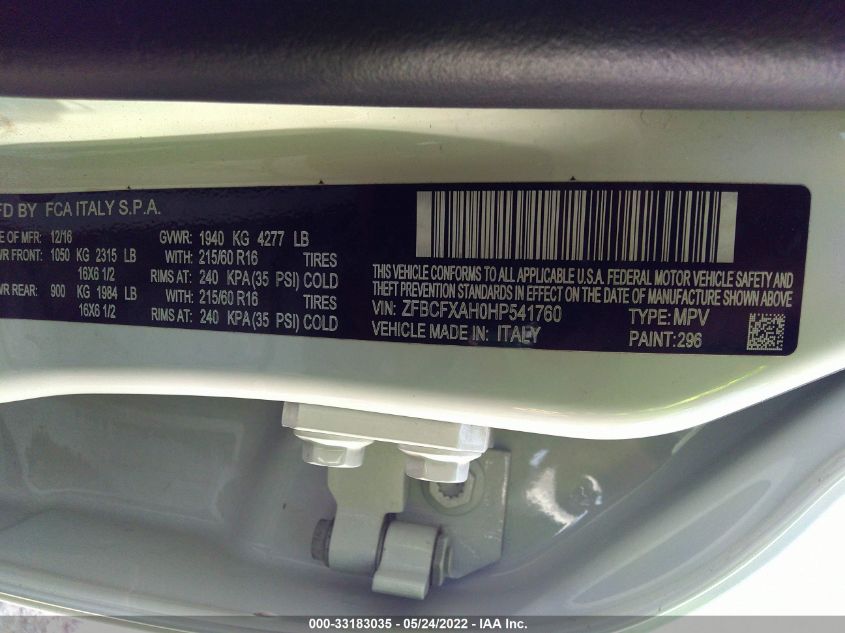 FD BY FCA ITALY S.P.A.
E OF MFR: 12/16 GVWR: 1940 KG 4277 LB
WR FRONT: 1050 KG 2315 LB WITH: 215/60 R16 TIRES
16X6 1/2 RIMS AT: 240 KPA(35 PSI) COLD
WR REAR: 900 KG 1984 LB WITH: 215/60 R16 TIRES
16X6 1/2 RIMS AT: 240 KPA(35 PSI) COLD
THIS VEHICLE CONFORMS TO ALL APPLICABLE U.S.A. FEDERAL MOTOR VEHICLE SAFETY AND
THEFT PREVENTION STANDARDS IN EFFECT ON THE DATE OF MANUFACTURE SHOWN ABOVE
VIN: ZFBCFXAH0HP541760 TYPE: MPV
VEHICLE MADE IN: ITALY PAINT: 296
000-33183035 - 05/24/2022 - IAA Inc.